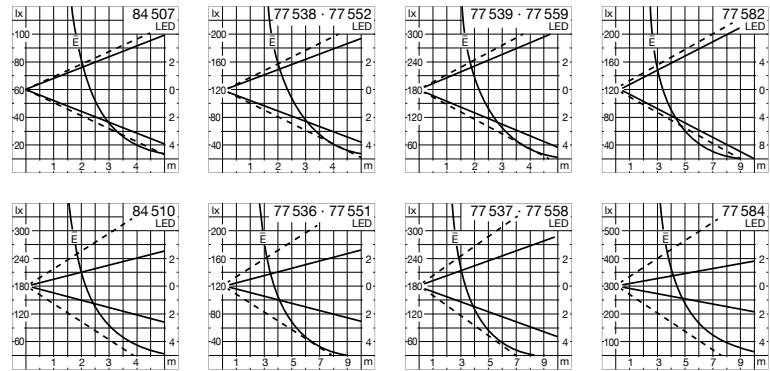 lx 84 507
LED
E
100
80 2
60 0
40 2
20 4
1 2 3 4 m
lx 77 538 · 77 552
LED
E
200
160 2
120 0
80 2
40 4
1 2 3 4 m
lx 77 539 · 77 559
LED
E
300
240 2
180 0
120 2
60 4
1 2 3 4 m
lx 77 582
LED
E
200
160 4
120 0
80 4
40 8
1 3 5 7 9 m
lx 84 510
LED
E
300
240 2
180 0
120 2
60 4
1 2 3 4 m
lx 77 536 · 77 551
LED
E
200
160 2
120 0
80 2
40 4
1 3 5 7 9 m
lx 77 537 · 77 558
LED
E
300
240 2
180 0
120 2
60 4
1 3 5 7 9 m
lx 77 584
LED
E
500
400 2
300 0
200 2
100 4
1 3 5 7 9 m